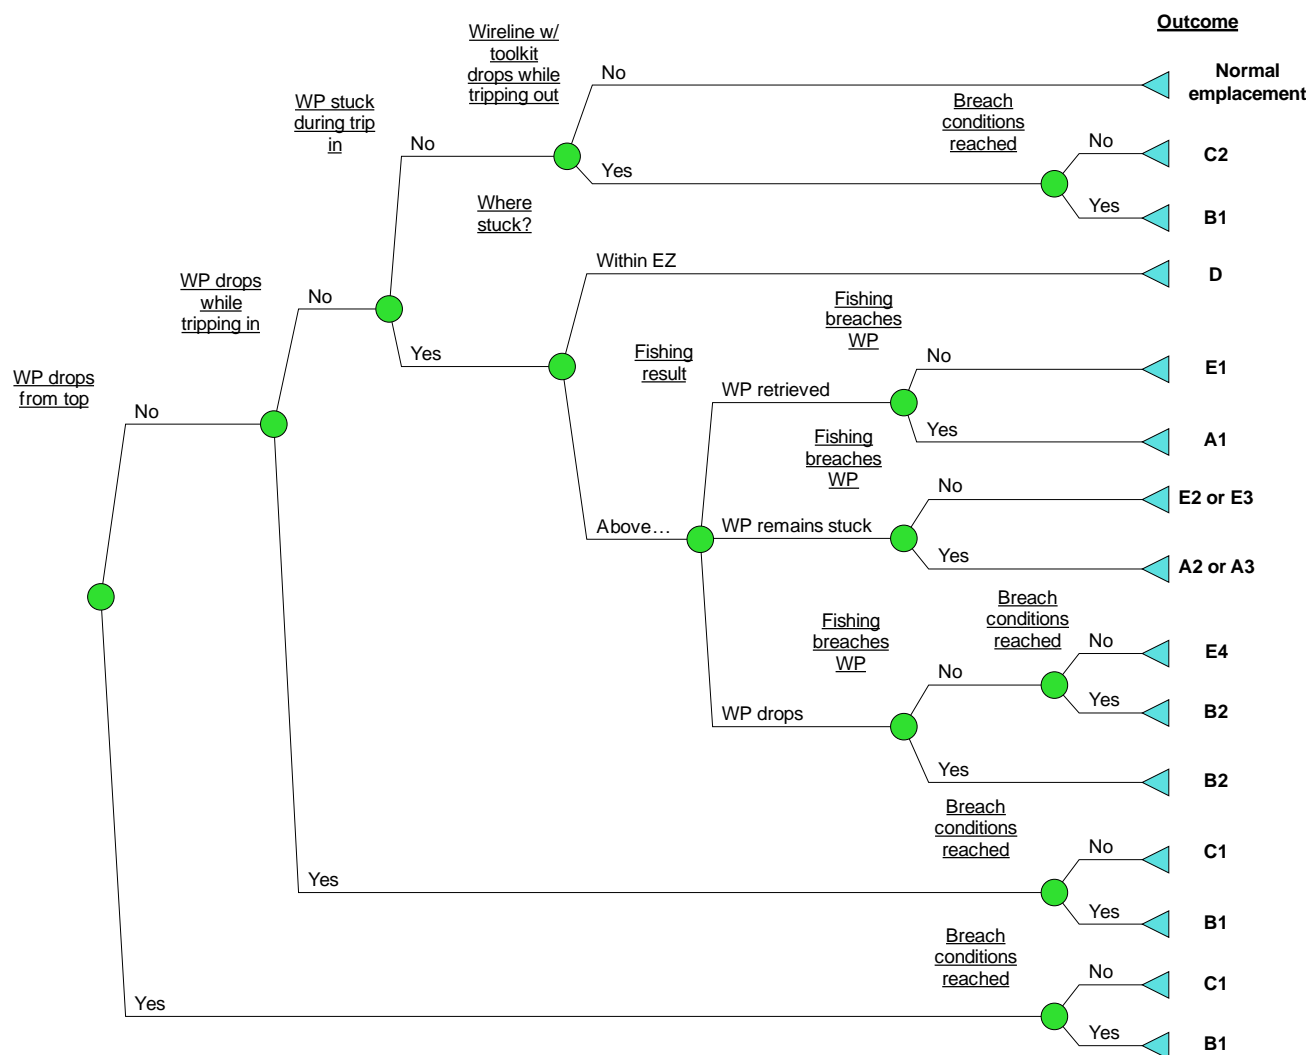 Outcome
Wireline w/
toolkit
drops while
tripping out
No
Normal
emplacement
WP stuck
during trip
in
Breach
conditions
reached
No
No
C2
Yes
Where
stuck?
Yes
B1
Within EZ
D
WP drops
while
tripping in
No
Fishing
breaches
WP
Fishing
result
Yes
No
E1
WP drops
from top
WP retrieved
No
Yes
A1
Fishing
breaches
WP
No
E2 or E3
Above…
WP remains stuck
Yes
A2 or A3
Breach
conditions
reached
Fishing
breaches
WP
No
E4
No
Yes
B2
WP drops
Yes
B2
Breach
conditions
reached
No
C1
Yes
Yes
B1
Breach
conditions
reached
No
C1
Yes
Yes
B1